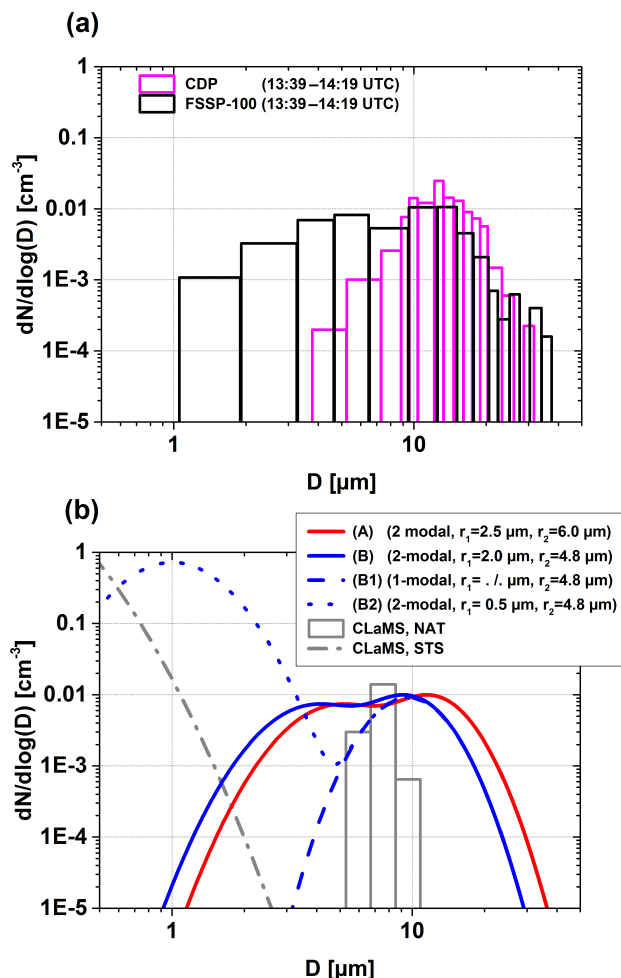 (a)
CDP (13:39–14:19 UTC)
FSSP-100 (13:39–14:19 UTC)
1
0.1
0.01
1E-3
1E-4
1E-5
dN/dlog(D) [cm⁻³]
1 10
D [µm]
(b)
(A) (2 modal, r₁=2.5 µm, r₂=6.0 µm)
(B) (2-modal, r₁=2.0 µm, r₂=4.8 µm)
(B1) (1-modal, r₁= . /. µm, r₂=4.8 µm)
(B2) (2-modal, r₁= 0.5 µm, r₂=4.8 µm)
CLaMS, NAT
CLaMS, STS
1
0.1
0.01
1E-3
1E-4
1E-5
dN/dlog(D) [cm⁻³]
1 10
D [µm]